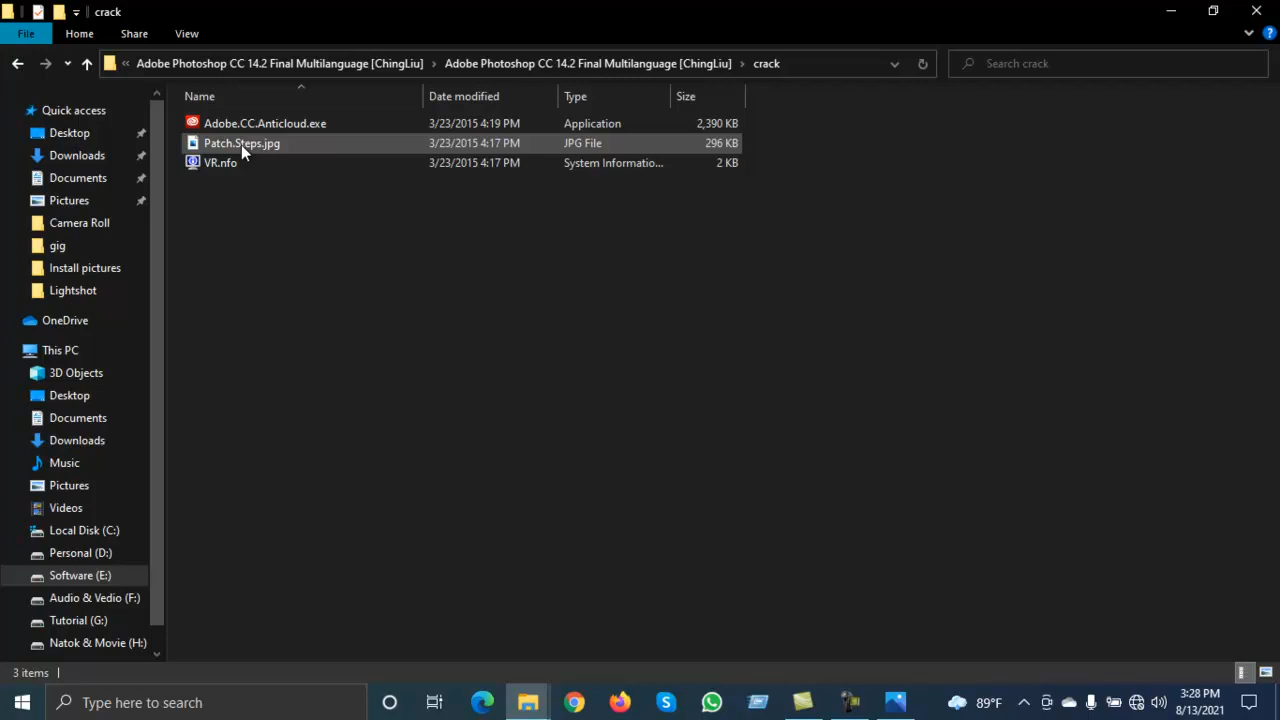 crack
File Home Share View
« Adobe Photoshop CC 14.2 Final Multilanguage [ChingLiu] › Adobe Photoshop CC 14.2 Final Multilanguage [ChingLiu] › crack Search crack
Name Date modified Type Size
Adobe.CC.Anticloud.exe 3/23/2015 4:19 PM Application 2,390 KB
Patch.Steps.jpg 3/23/2015 4:17 PM JPG File 296 KB
VR.nfo 3/23/2015 4:17 PM System Informatio... 2 KB
Quick access
Desktop
Downloads
Documents
Pictures
Camera Roll
gig
Install pictures
Lightshot
OneDrive
This PC
3D Objects
Desktop
Documents
Downloads
Music
Pictures
Videos
Local Disk (C:)
Personal (D:)
Software (E:)
Audio & Vedio (F:)
Tutorial (G:)
Natok & Movie (H:)
3 items
Type here to search
89°F
3:28 PM
8/13/2021